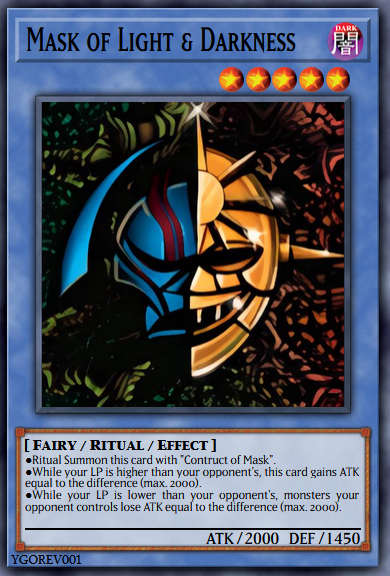 MASK OF LIGHT & DARKNESS
DARK
闇
[ FAIRY / RITUAL / EFFECT ]
●Ritual Summon this card with "Contruct of Mask".
●While your LP is higher than your opponent's, this card gains ATK
equal to the difference (max. 2000).
●While your LP is lower than your opponent's, monsters your
opponent controls lose ATK equal to the difference (max. 2000).
ATK/2000 DEF/1450
YGOREV001